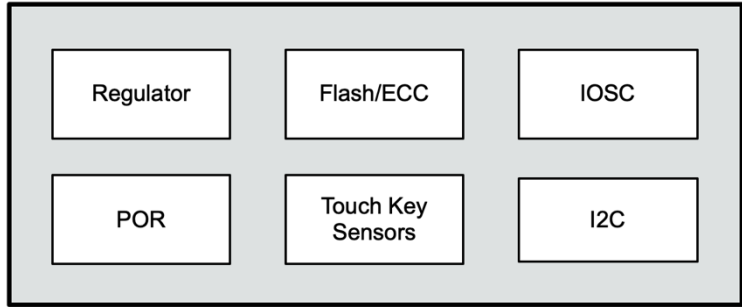 Regulator
Flash/ECC
IOSC
POR
Touch Key
Sensors
I2C